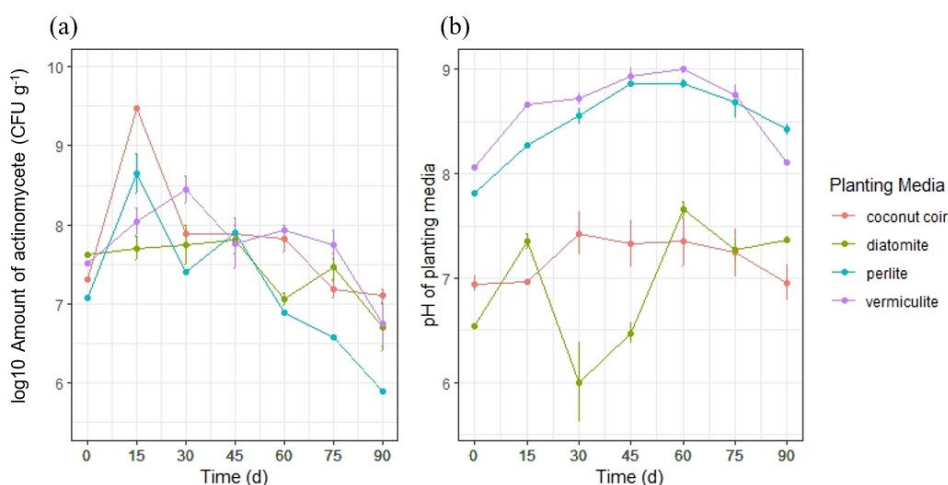 (a)
(b)
log10 Amount of actinomycete (CFU g-1)
10
9
8
7
6
0 15 30 45 60 75 90
Time (d)
pH of planting media
9
8
7
6
0 15 30 45 60 75 90
Time (d)
Planting Media
coconut coir
diatomite
perlite
vermiculite